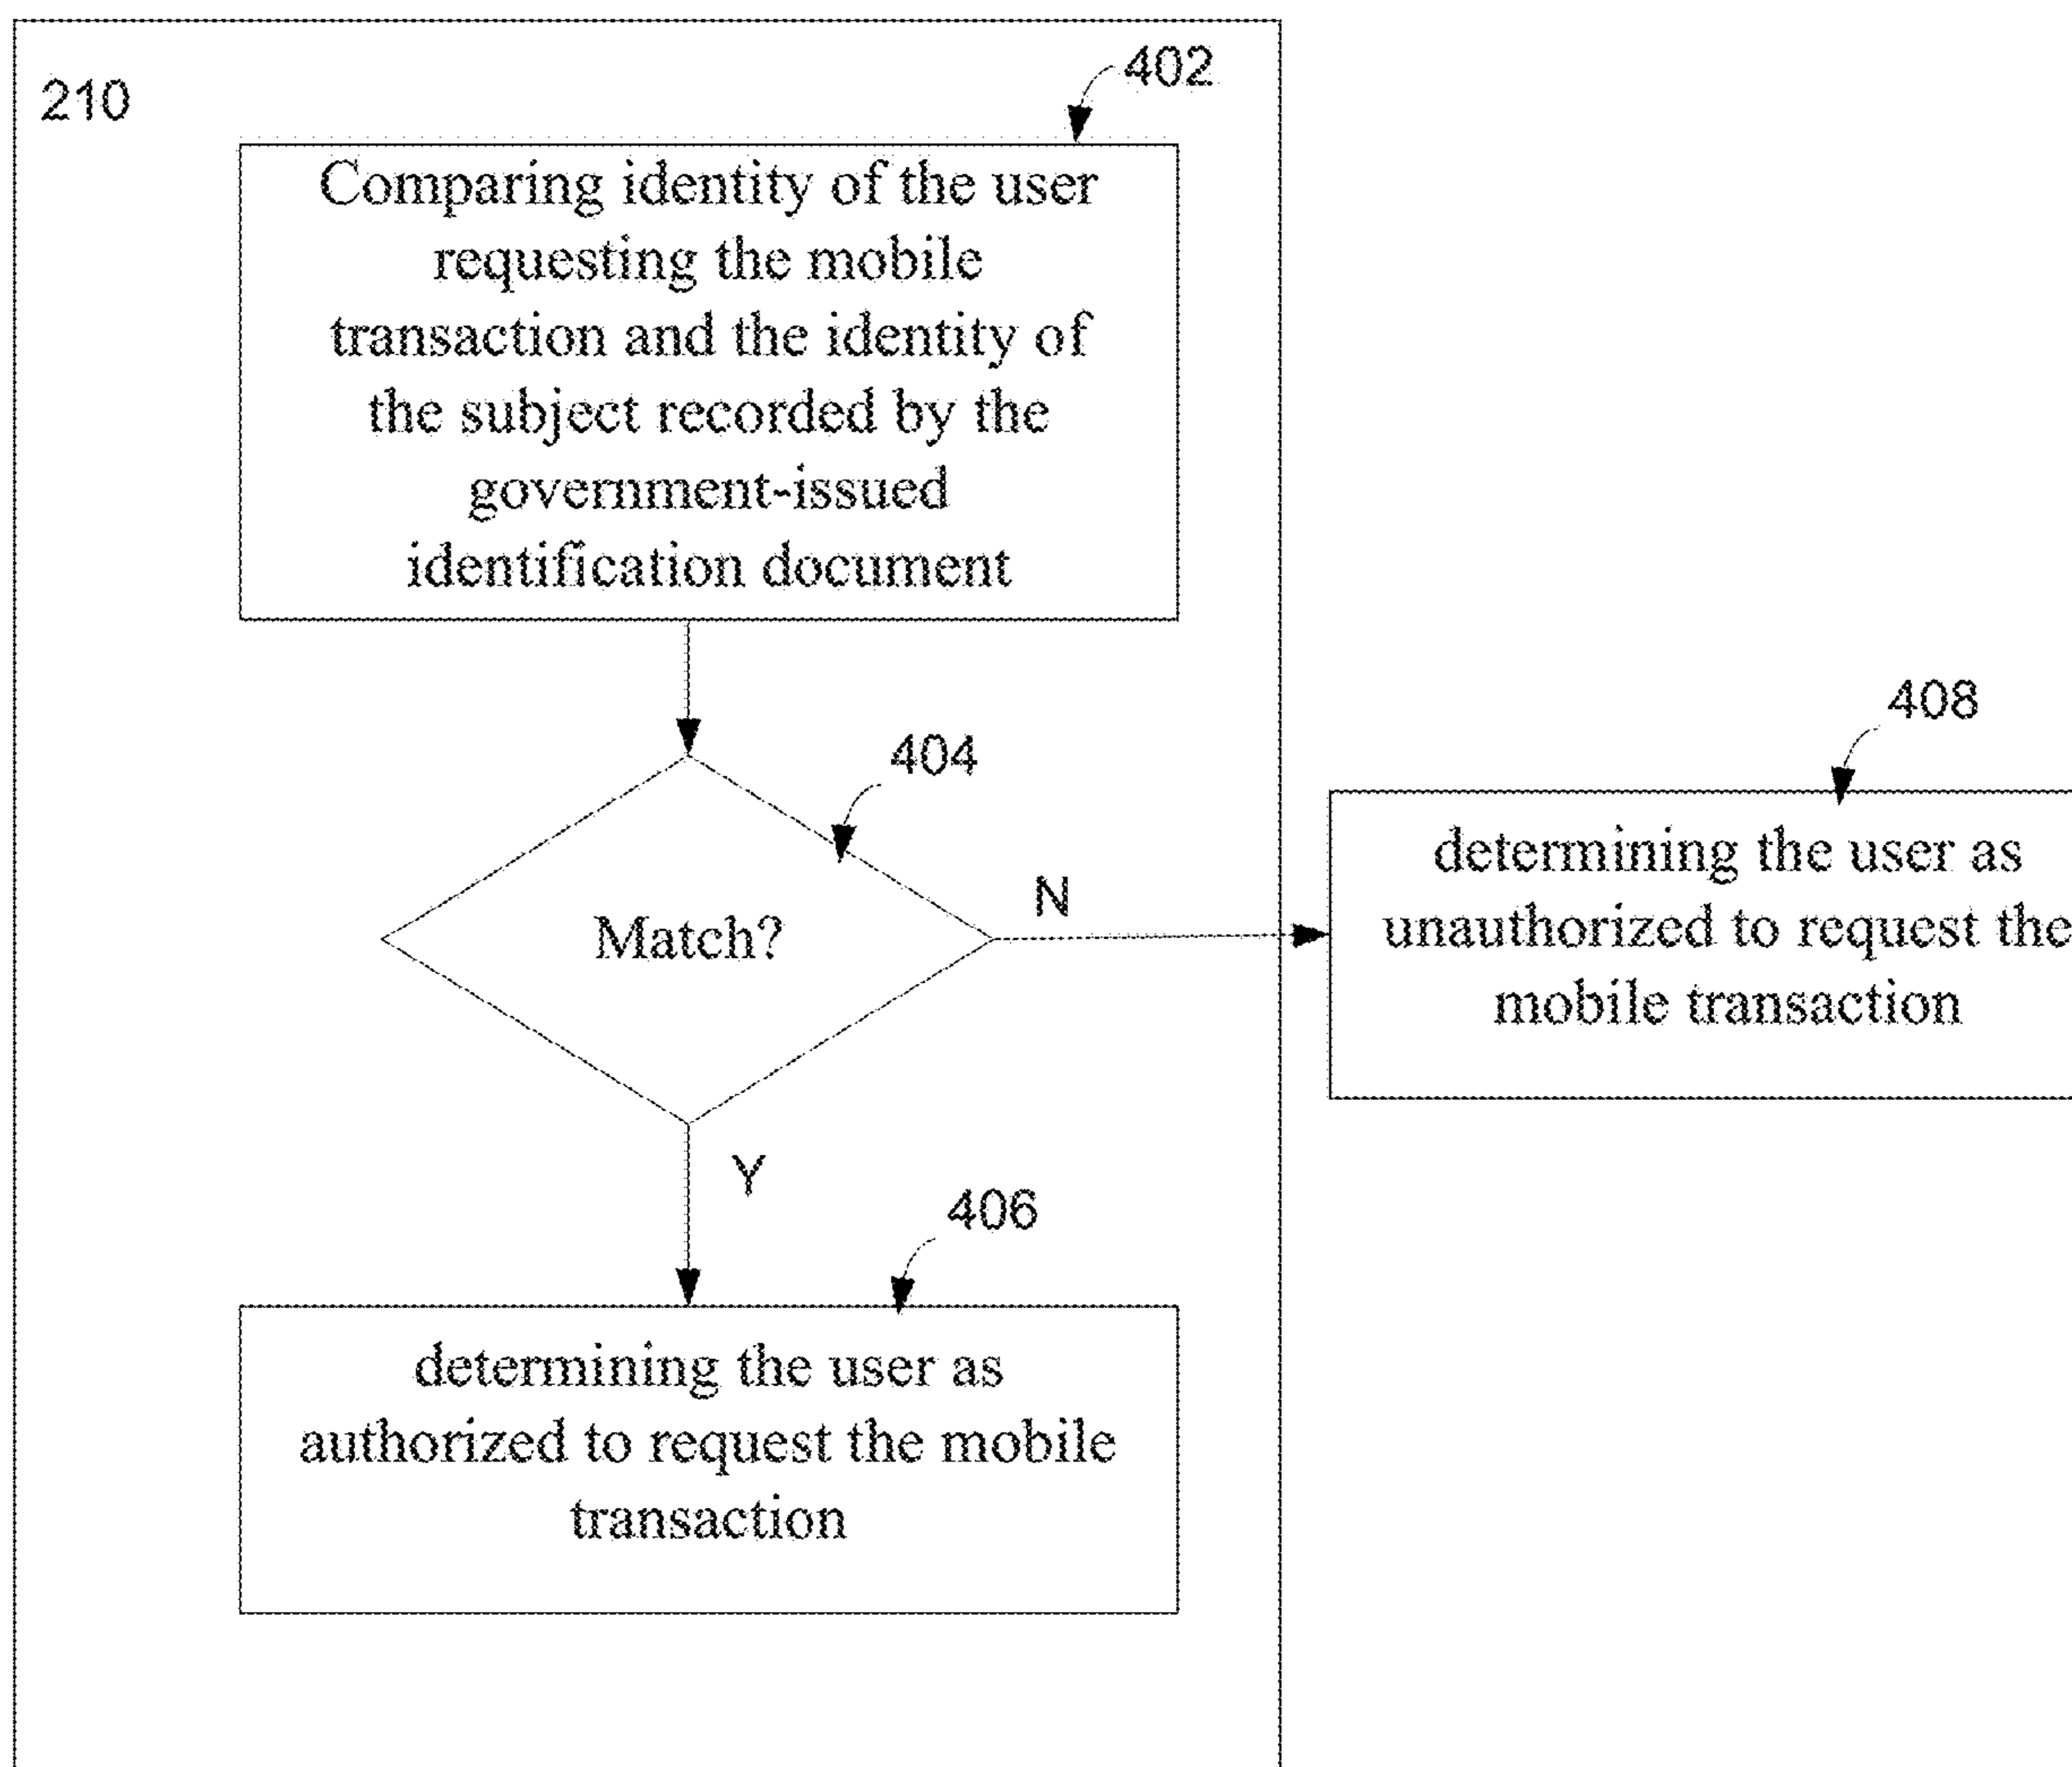 402
210
Comparing identity of the user
requesting the mobile
transaction and the identity of
the subject recorded by the
government-issued
identification document
404
Match?
N
408
determining the user as
unauthorized to request the
mobile transaction
Y
406
determining the user as
authorized to request the mobile
transaction